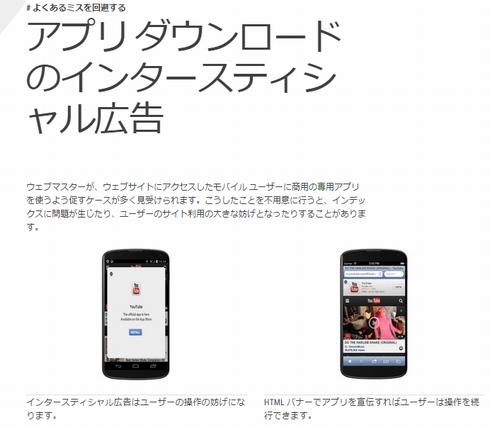 # よくあるミスを回避する
アプリ ダウンロード
のインタースティシ
ャル広告
ウェブマスターが、ウェブサイトにアクセスしたモバイル ユーザーに商用の専用アプリ
を使うよう促すケースが多く見受けられます。こうしたことを不用意に行うと、インデッ
クスに問題が生じたり、ユーザーのサイト利用の大きな妨げとなったりすることがありま
す。
YouTube
The official app is here
Available on the App Store
INSTALL
インタースティシャル広告はユーザーの操作の妨げにな
ります。
HTML バナーでアプリを宣伝すればユーザーは操作を続
行できます。